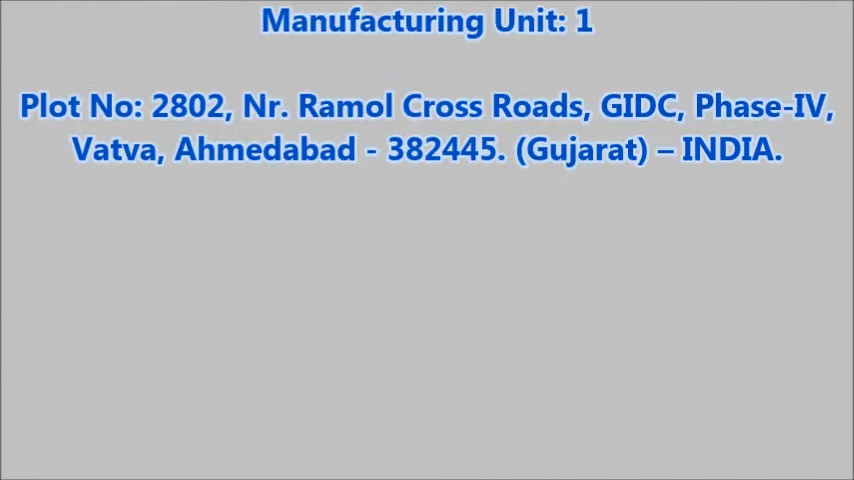 Manufacturing Unit: 1
Plot No: 2802, Nr. Ramol Cross Roads, GIDC, Phase-IV,
Vatva, Ahmedabad - 382445. (Gujarat) – INDIA.